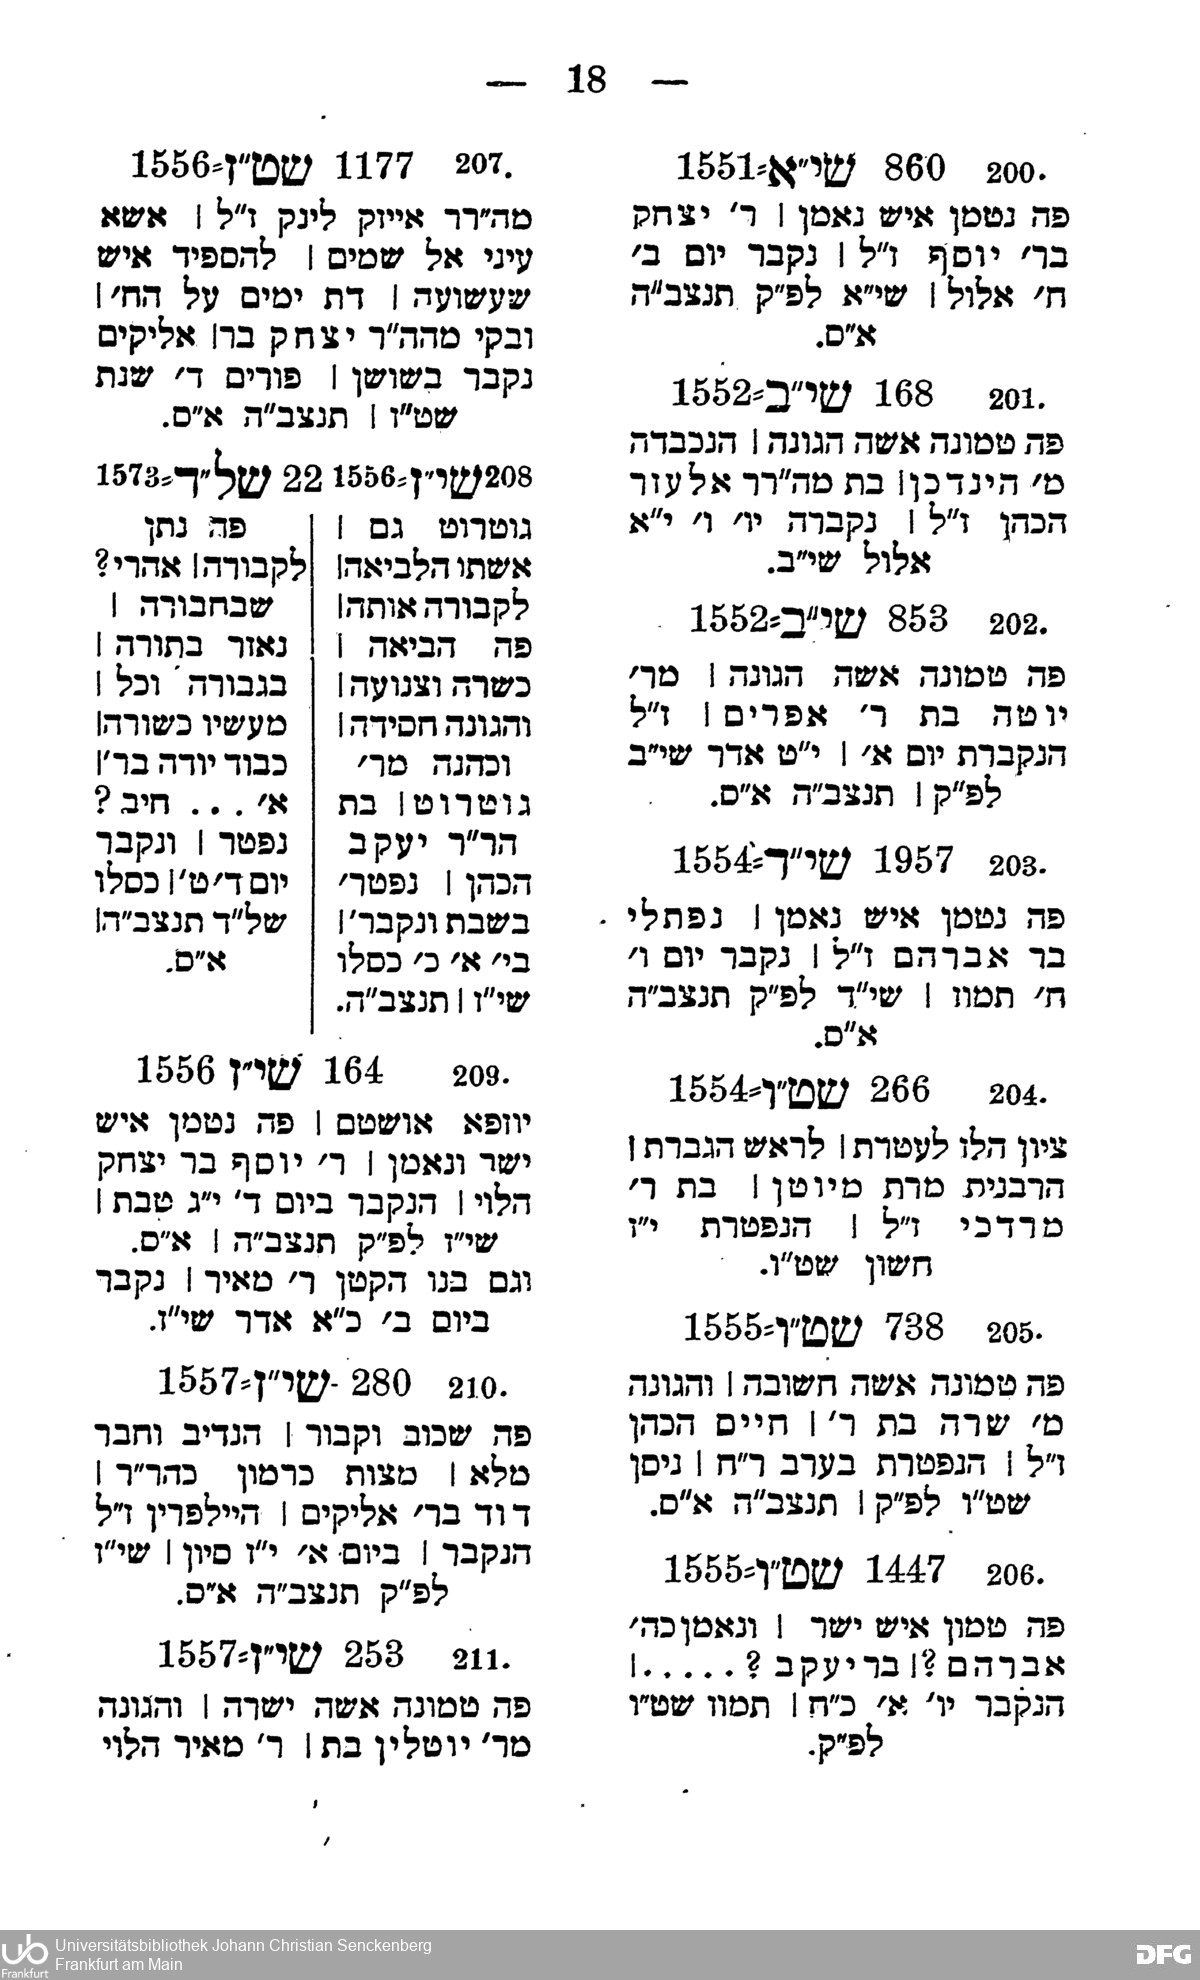 — 18 —
200. 860 שי״א=1551
פה נטמן איש נאמן | ר׳ יצחק
בר׳ יוסף ז״ל | נקבר יום ב׳
ח׳ אלול | שי״א לפ״ק תנצב״ה
א״ס.
201. 168 שי״ב=1552
פה טמונה אשה הגונה | הנכבדה
מ׳ הינדכן | בת מה״רר אלעזר
הכהן ז״ל | נקברה יו׳ ו׳ י״א
אלול שי״ב.
202. 853 שי״ב=1552
פה טמונה אשה הגונה | מר׳
יוטה בת ר׳ אפרים | ז״ל
הנקברת יום א׳ | י״ט אדר שי״ב
לפ״ק | תנצב״ה א״ס.
203. 1957 שי״ד=1554
פה נטמן איש נאמן | נפתלי
בר אברהם ז״ל | נקבר יום ו׳
ח׳ תמוז | שי״ד לפ״ק תנצב״ה
א״ס.
204. 266 שט״ו=1554
ציון הלז לעטרת | לראש הגברת |
הרבנית מרת מיוטן | בת ר׳
מרדכי ז״ל | הנפטרת י״ז
חשון שט״ו.
205. 738 שט״ו=1555
פה טמונה אשה חשובה | והגונה
מ׳ שרה בת ר׳ | חיים הכהן
ז״ל | הנפטרת בערב ר״ח | ניסן
שט״ו לפ״ק | תנצב״ה א״ס.
206. 1447 שט״ו=1555
פה טמון איש ישר | ונאמן כה׳
אברהם ? | בר יעקב ? . . . . . |
הנקבר יו׳ א׳ כ״ח | תמוז שט״ו
לפ״ק.
207. 1177 שט״ז=1556
מה״רר אייזק לינק ז״ל | אשא
עיני אל שמים | להספיד איש
שעשועה | דת ימים על הח׳ |
ובקי מהה״ר יצחק בר | אליקים
נקבר בשושן | פורים ד׳ שנת
שט״ז | תנצב״ה א״ס.
208 שי״ז=1556 22 של״ד=1573
גוטרוט גם |
אשתו הלביאה |
לקבורה אותה |
פה הביאה |
כשרה וצנועה |
והגונה חסידה |
וכהנה מר׳
גוטרוט | בת
הר״ר יעקב
הכהן | נפטר׳
בשבת ונקבר׳ |
בי׳ א׳ כ׳ כסלו
שי״ז | תנצב״ה.
פה נתן
לקבורה | אהרי ?
שבחבורה |
נאזר בתורה |
בגבורה וכל |
מעשיו כשורה |
כבוד יודה בר׳ |
א׳ . . . חיב ?
נפטר | ונקבר
יום ד׳ ט׳ | כסלו
של״ד תנצב״ה |
א״ס.
209. 164 שי״ז 1556
יוזפא אושטם | פה נטמן איש
ישר ונאמן | ר׳ יוסף בר יצחק
הלוי | הנקבר ביום ד׳ י״ג טבת |
שי״ז לפ״ק תנצב״ה | א״ס.
וגם בנו הקטן ר׳ מאיר | נקבר
ביום ב׳ כ״א אדר שי״ז.
210. 280 שי״ז=1557
פה שכוב וקבור | הנדיב וחבר
מלא | מצות כרמון כהר״ר |
דוד בר׳ אליקים | היילפרין ז״ל
הנקבר | ביום א׳ י״ז סיון | שי״ז
לפ״ק תנצב״ה א״ס.
211. 253 שי״ז=1557
פה טמונה אשה ישרה | והגונה
מר׳ יוטלין בת | ר׳ מאיר הלוי
ub
Frankfurt
Universitätsbibliothek Johann Christian Senckenberg
Frankfurt am Main
DFG